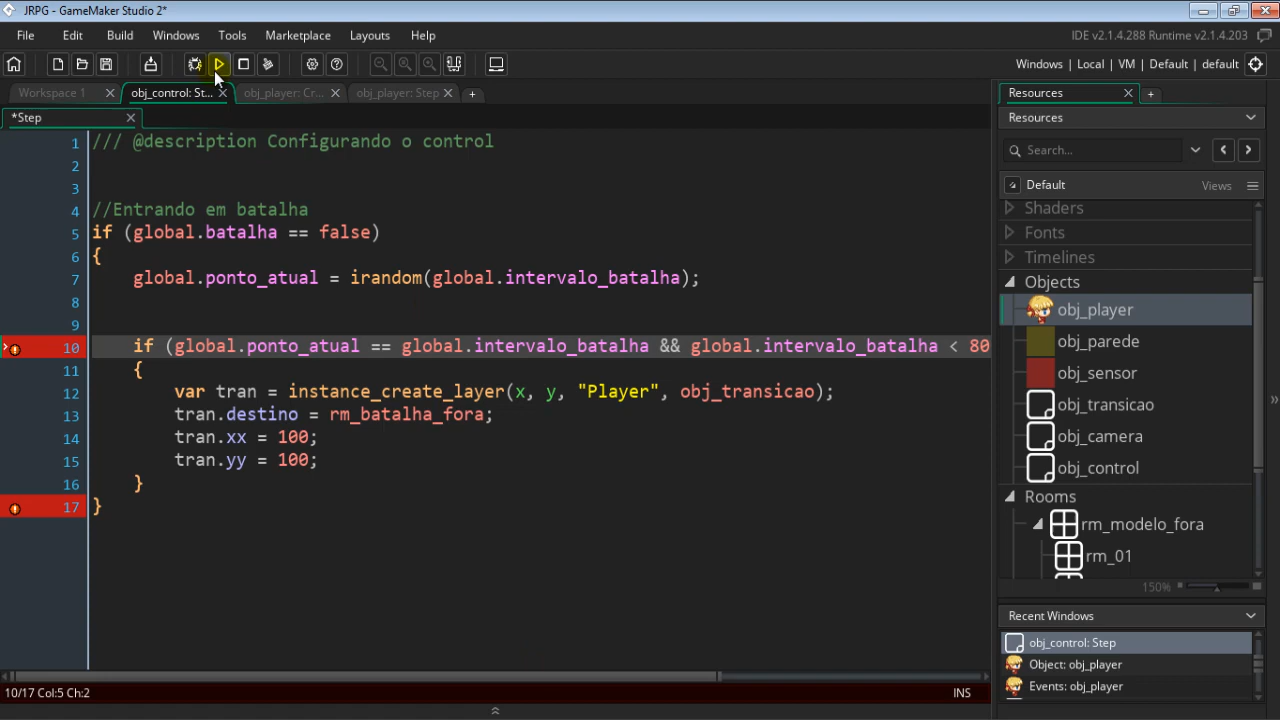 JRPG - GameMaker Studio 2*
File Edit Build Windows Tools Marketplace Layouts Help
IDE v2.1.4.288 Runtime v2.1.4.203
Windows | Local | VM | Default | default
Workspace 1 obj_control: St... obj_player: Cr... obj_player: Step
*Step
1 /// @description Configurando o control
2
3
4 //Entrando em batalha
5 if (global.batalha == false)
6 {
7 global.ponto_atual = irandom(global.intervalo_batalha);
8
9
10 if (global.ponto_atual == global.intervalo_batalha && global.intervalo_batalha < 80
11 {
12 var tran = instance_create_layer(x, y, "Player", obj_transicao);
13 tran.destino = rm_batalha_fora;
14 tran.xx = 100;
15 tran.yy = 100;
16 }
17 }
10/17 Col:5 Ch:2 INS
Resources
Resources
Search...
Default Views
Shaders
Fonts
Timelines
Objects
obj_player
obj_parede
obj_sensor
obj_transicao
obj_camera
obj_control
Rooms
rm_modelo_fora
rm_01
150%
Recent Windows
obj_control: Step
Object: obj_player
Events: obj_player